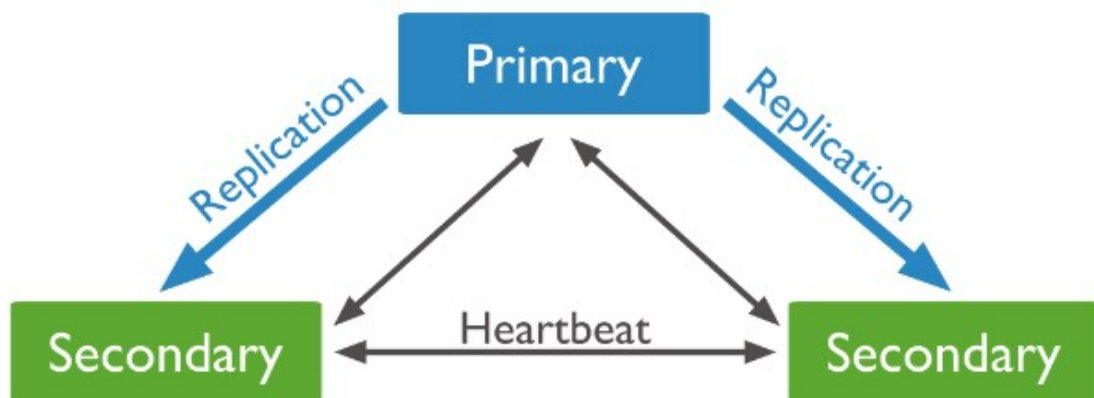 Primary
Replication
Replication
Heartbeat
Secondary
Secondary